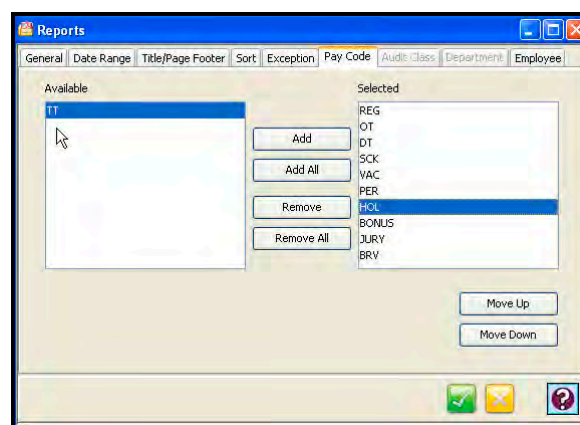 Reports
General Date Range Title/Page Footer Sort Exception Pay Code Audit Class Department Employee
Available
Selected
TT
REG
OT
DT
SCK
VAC
PER
HOL
BONUS
JURY
BRV
Add
Add All
Remove
Remove All
Move Up
Move Down
?